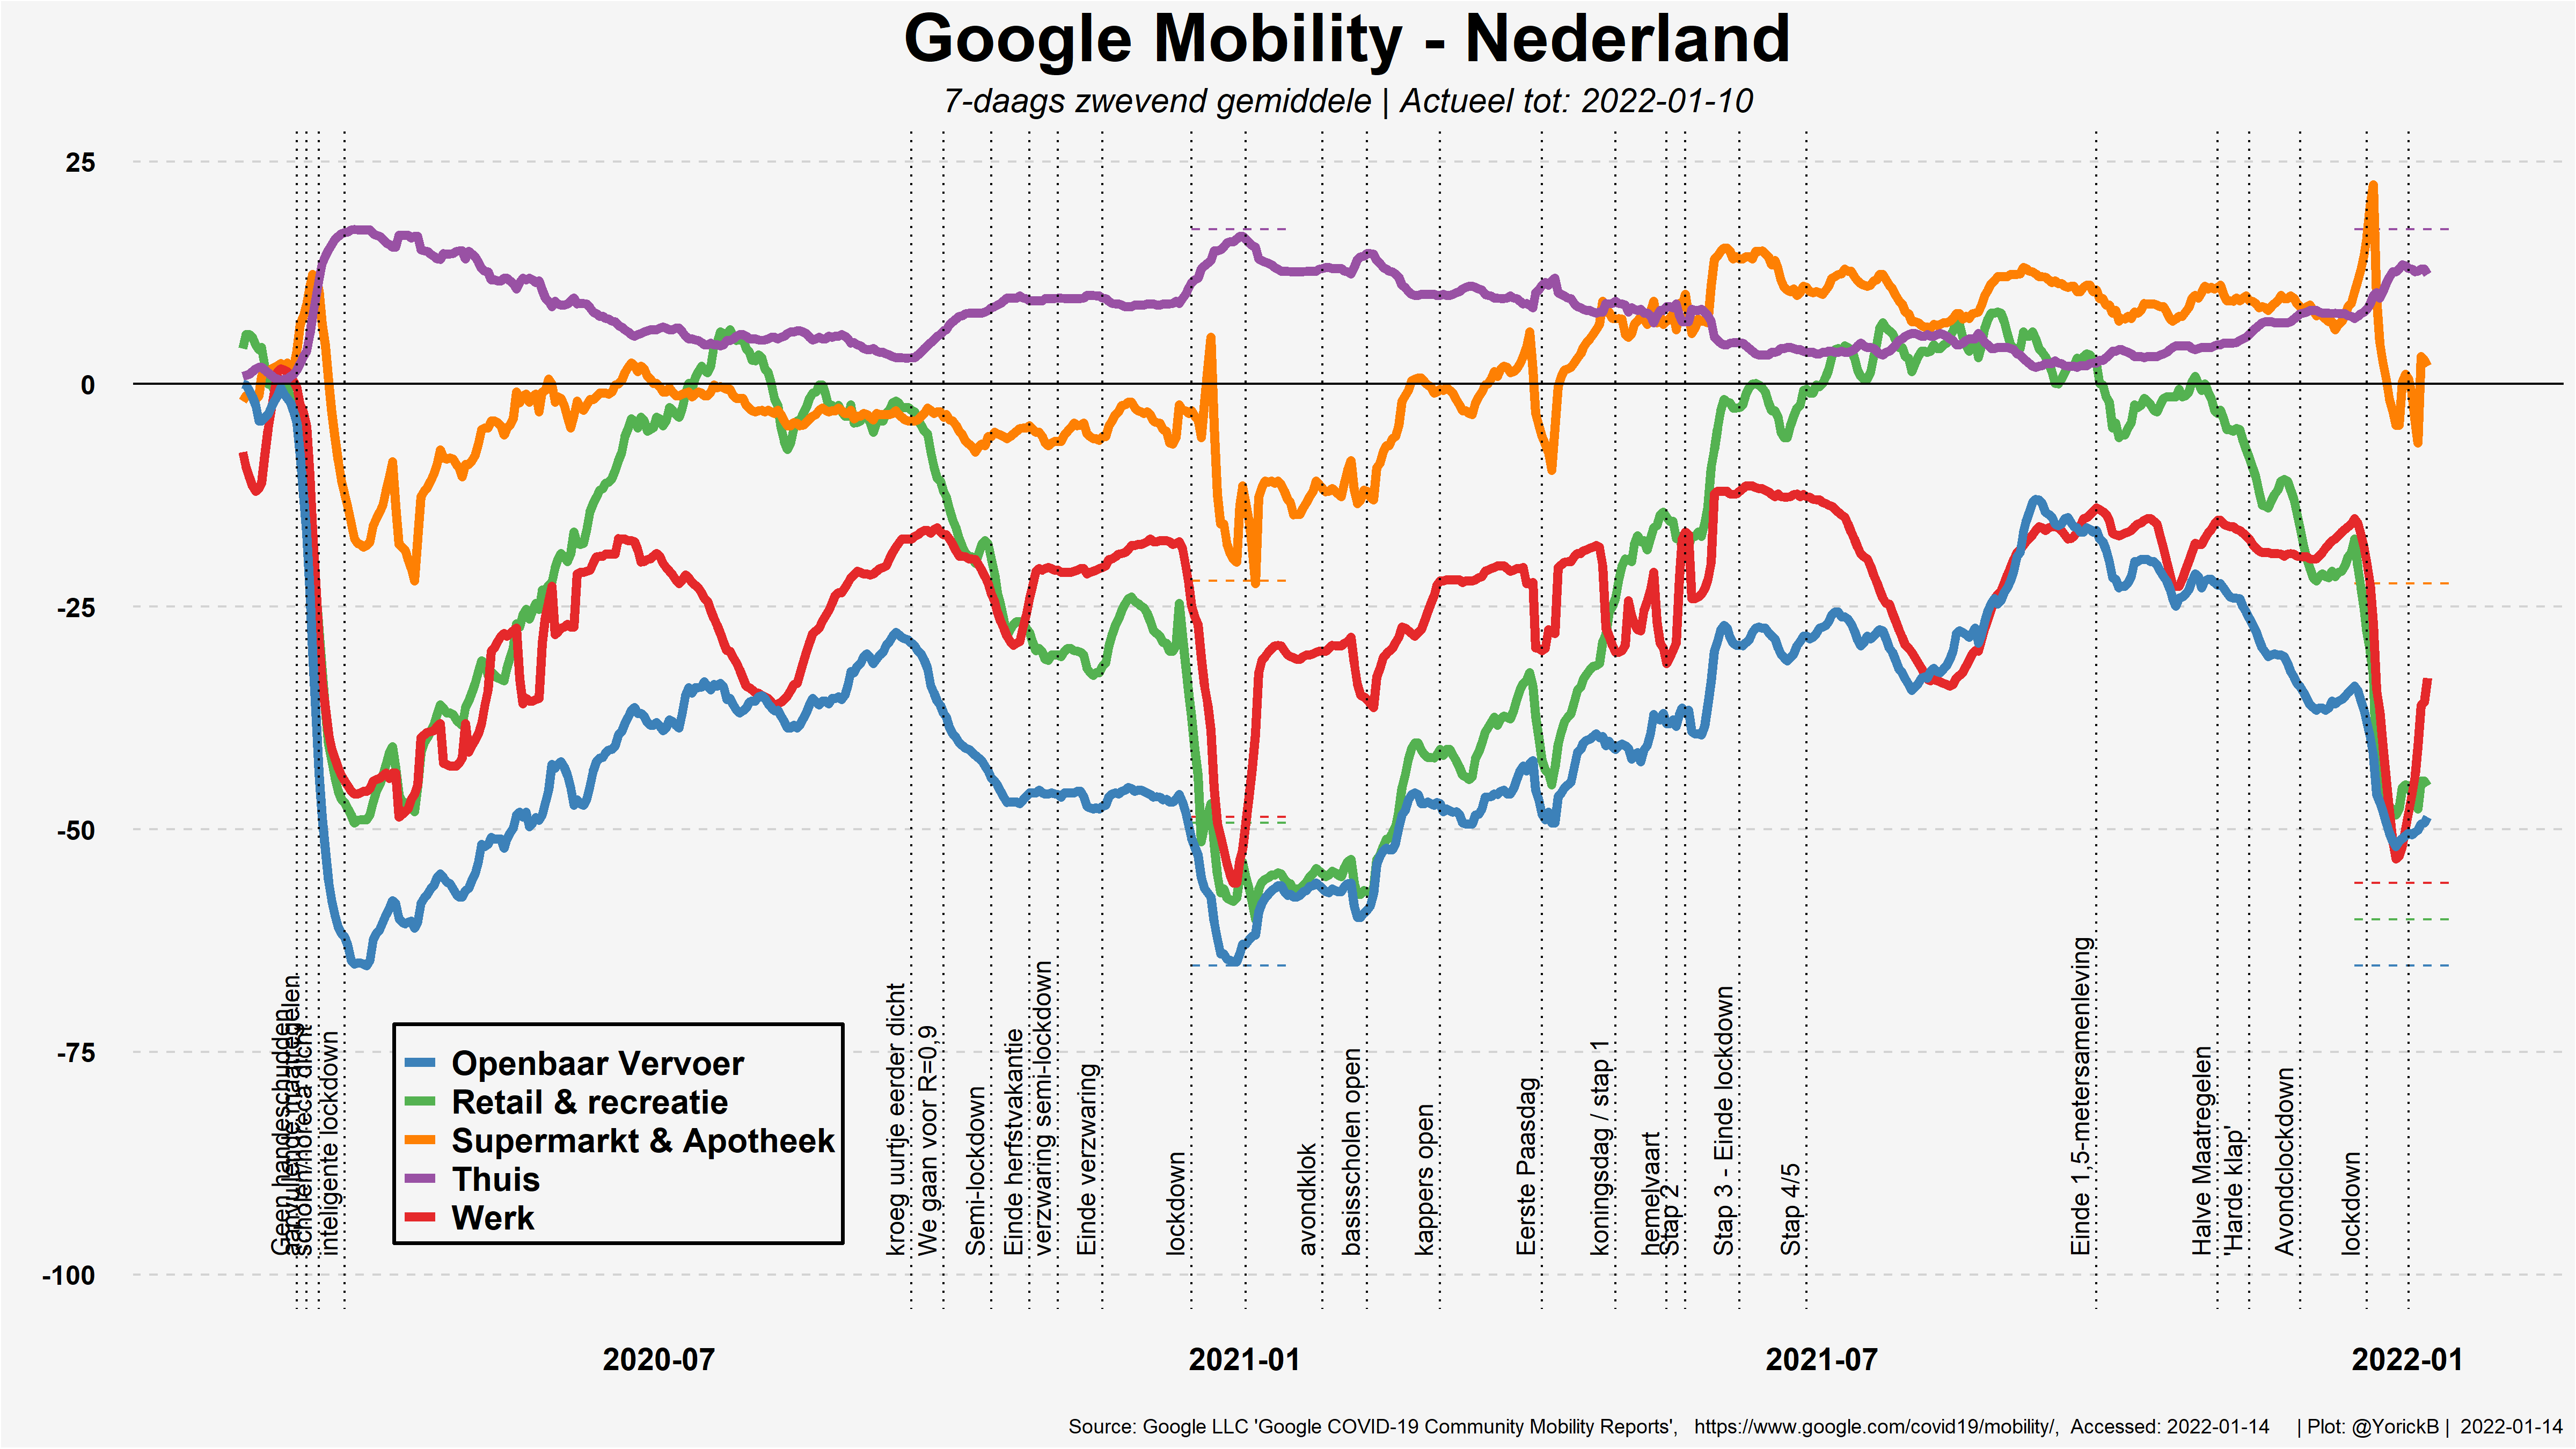 Google Mobility - Nederland
7-daags zwevend gemiddele | Actueel tot: 2022-01-10
25
0
-25
-50
-75
-100
Geen handeschudden
aanvullende maatregelen
scholen/horeca dicht
inteligente lockdown
kroeg uurtje eerder dicht
We gaan voor R=0,9
Semi-lockdown
Einde herfstvakantie
verzwaring semi-lockdown
Einde verzwaring
lockdown
avondklok
basisscholen open
kappers open
Eerste Paasdag
koningsdag / stap 1
hemelvaart
Stap 2
Stap 3 - Einde lockdown
Stap 4/5
Einde 1,5-metersamenleving
Halve Maatregelen
'Harde klap'
Avondclockdown
lockdown
Openbaar Vervoer
Retail & recreatie
Supermarkt & Apotheek
Thuis
Werk
2020-07
2021-01
2021-07
2022-01
Source: Google LLC 'Google COVID-19 Community Mobility Reports', https://www.google.com/covid19/mobility/, Accessed: 2022-01-14 | Plot: @YorickB | 2022-01-14